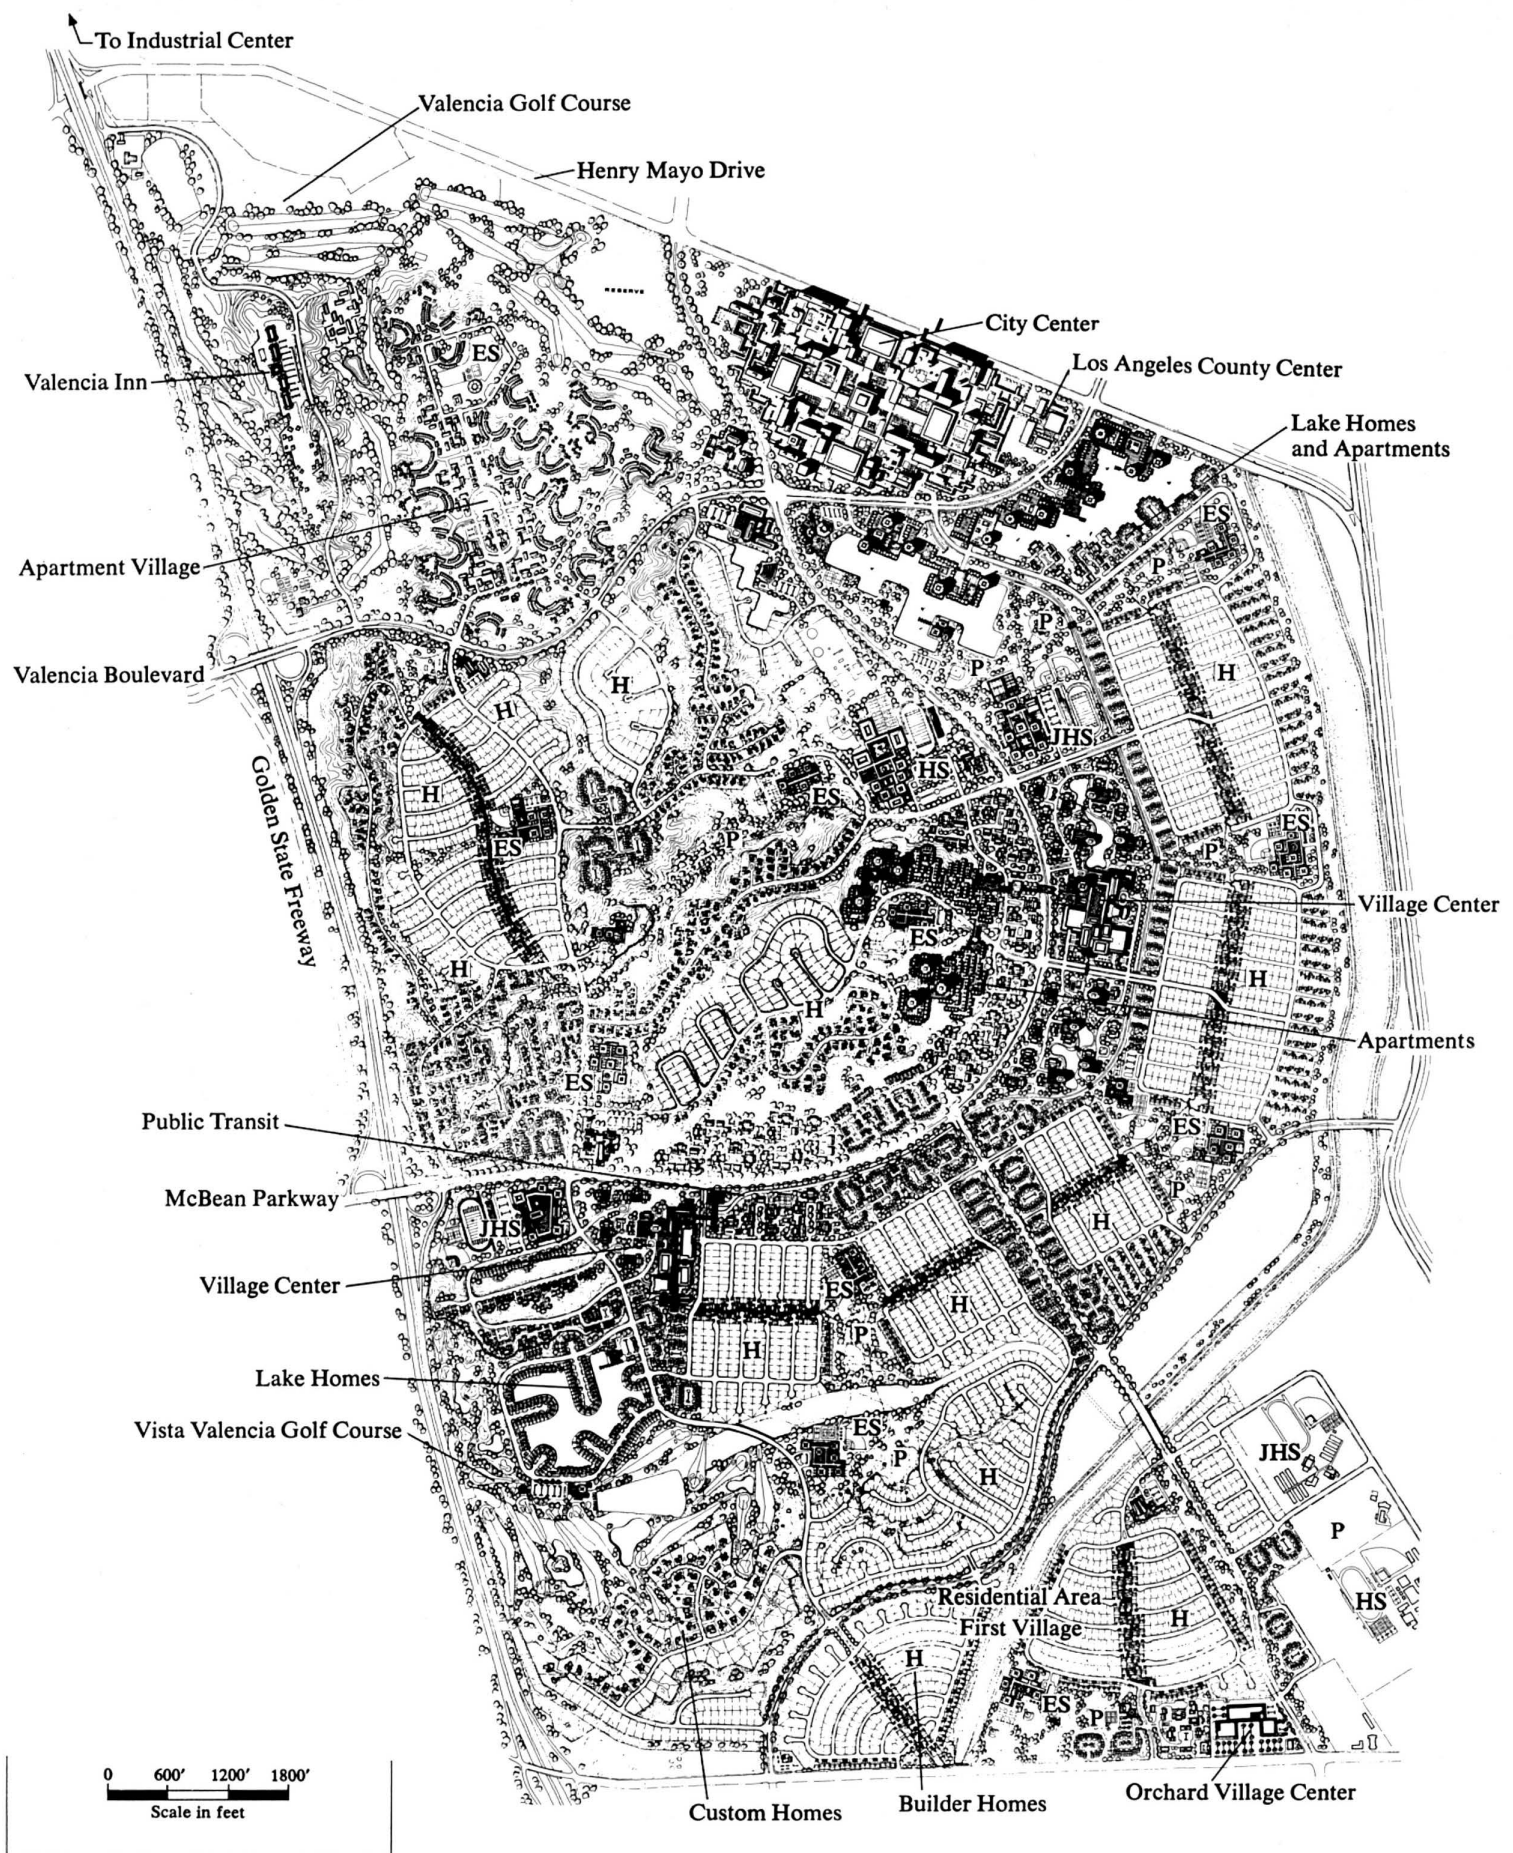 To Industrial Center
Valencia Golf Course
Henry Mayo Drive
RESERVE
City Center
ES
Los Angeles County Center
Valencia Inn
Lake Homes
and Apartments
ES
Apartment Village
P
P
Valencia Boulevard
P
H
H
H
JHS
HS
H
ES
Golden State Freeway
ES
P
ES
P
ES
Village Center
ES
H
H
H
Apartments
ES
Public Transit
ES
McBean Parkway
P
JHS
H
Village Center
ES
H
P
H
Lake Homes
Vista Valencia Golf Course
ES
P
JHS
H
P
Residential Area
First Village
HS
H
H
ES
P
0 600' 1200' 1800'
Scale in feet
Custom Homes
Builder Homes
Orchard Village Center